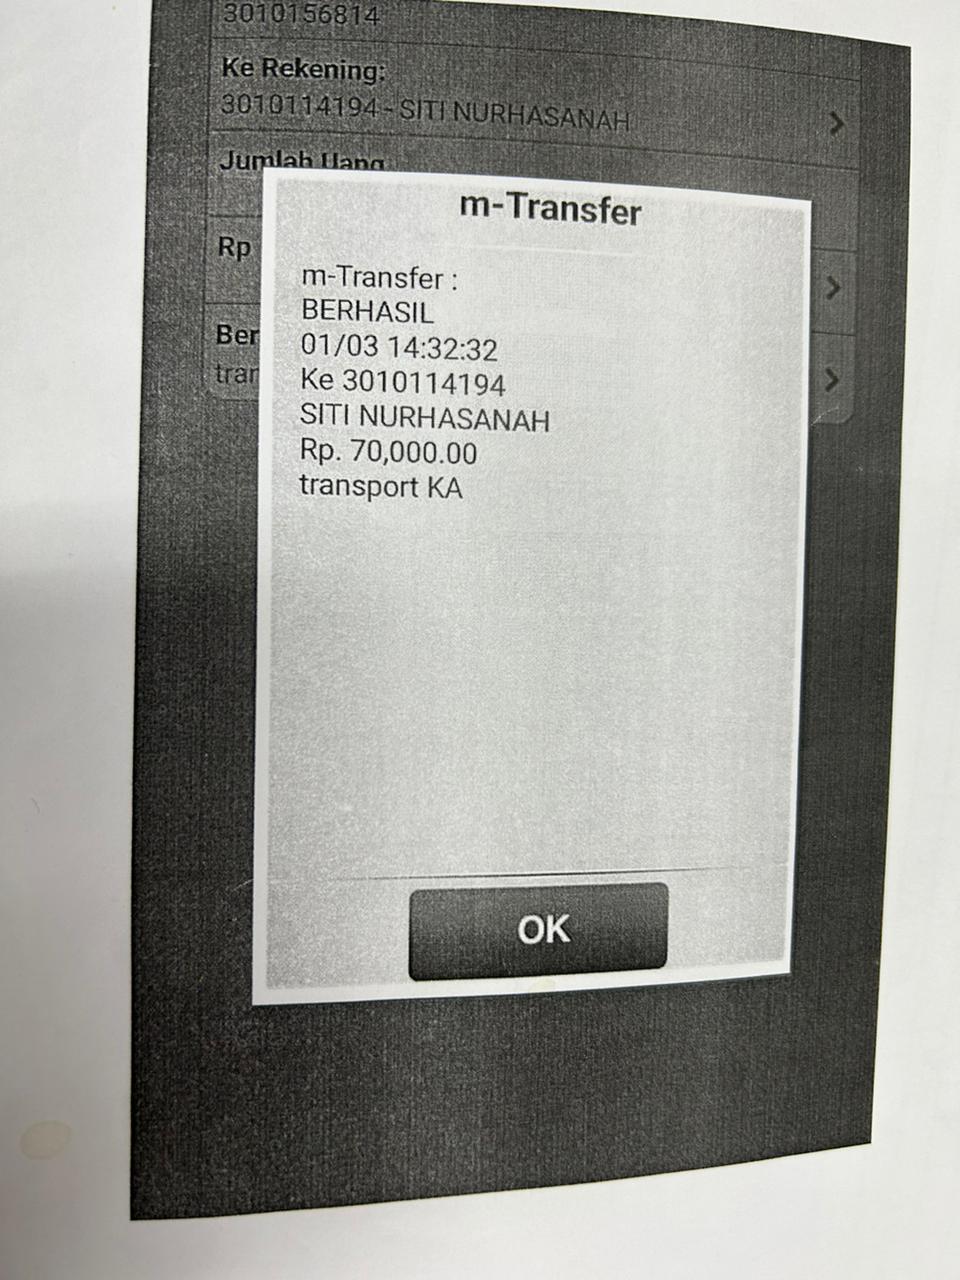 3010156814
Ke Rekening:
3010114194 - SITI NURHASANAH
Jumlah Uang
Rp
Ber
tran
m-Transfer
m-Transfer :
BERHASIL
01/03 14:32:32
Ke 3010114194
SITI NURHASANAH
Rp. 70,000.00
transport KA
OK